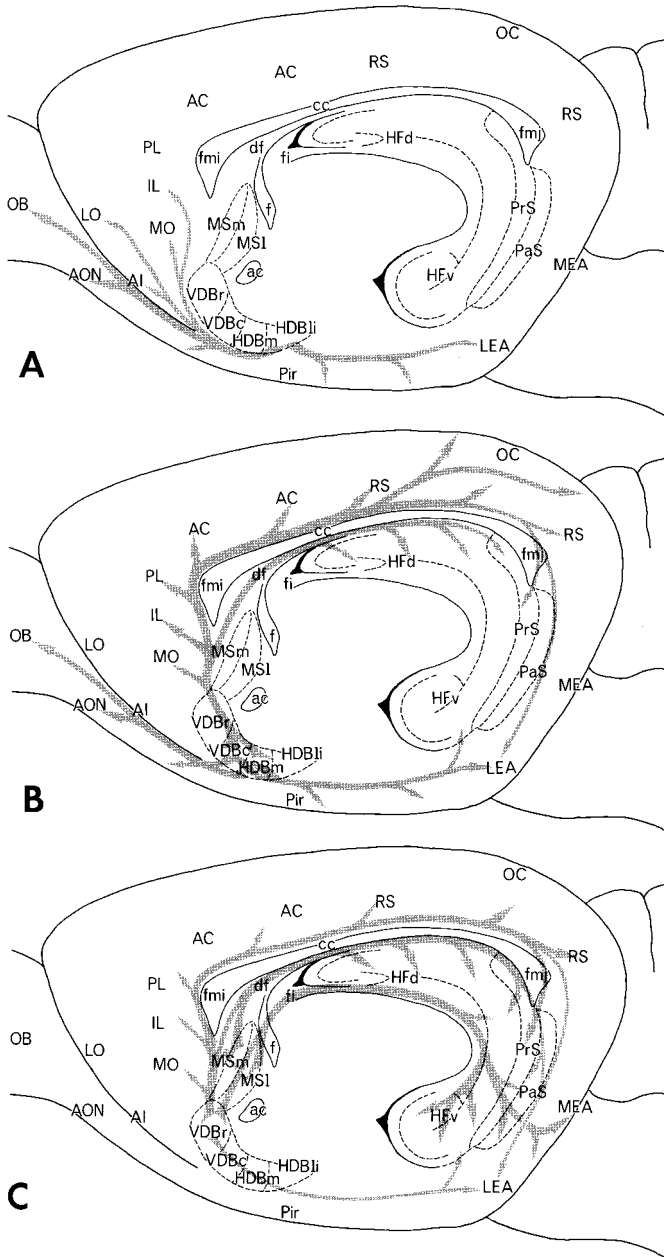 OC
AC
RS
AC
cc
RS
fmj
PL
fmi
df
HFd
fi
IL
OB
LO
MO
MSm
f
PrS
MSl
PaS
AON
AI
ac
HFv
MEA
VDBr
VDBc
HDBli
HDBm
LEA
A
Pir
OC
RS
AC
AC
cc
RS
fmj
PL
fmi
df
HFd
fi
IL
OB
LO
MO
MSm
f
PrS
MSl
PaS
AON
AI
ac
HFv
MEA
VDBr
VDBc
HDBli
HDBm
LEA
B
Pir
OC
RS
AC
AC
cc
RS
fmj
PL
fmi
df
HFd
fi
IL
OB
LO
MO
MSm
f
PrS
MSl
PaS
AON
AI
ac
HFv
MEA
VDBr
VDBc
HDBli
HDBm
LEA
C
Pir